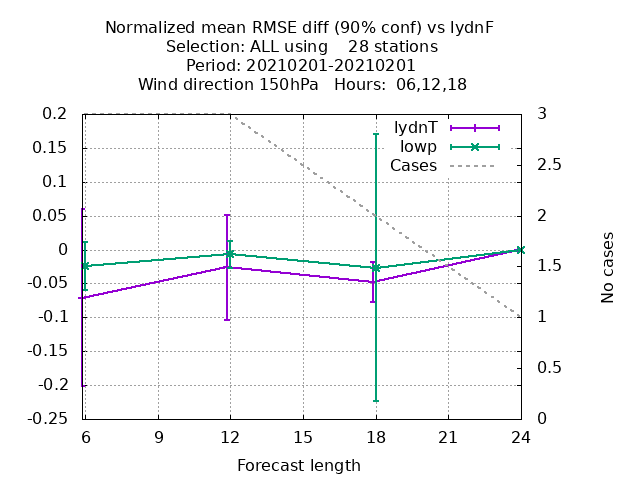 Normalized mean RMSE diff (90% conf) vs lydnF
Selection: ALL using    28 stations
Period: 20210201-20210201
Wind direction 150hPa   Hours:  06,12,18
lydnT
lowp
Cases
0.2
0.15
0.1
0.05
0
-0.05
-0.1
-0.15
-0.2
-0.25
3
2.5
2
1.5
1
0.5
0
No cases
6
9
12
15
18
21
24
Forecast length